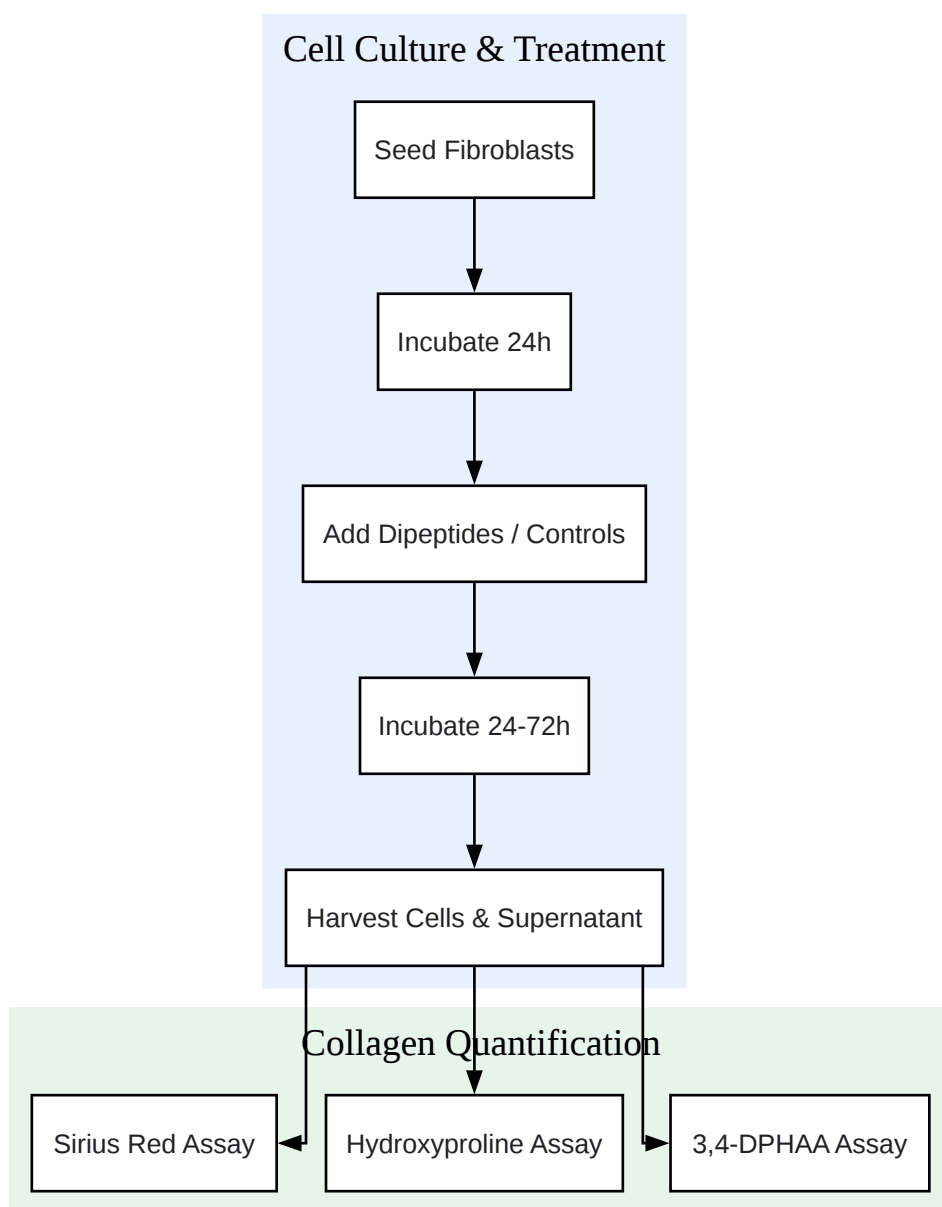 Cell Culture & Treatment
Seed Fibroblasts
Incubate 24h
Add Dipeptides / Controls
Incubate 24-72h
Harvest Cells & Supernatant
Collagen Quantification
Sirius Red Assay
Hydroxyproline Assay
3,4-DPHAA Assay